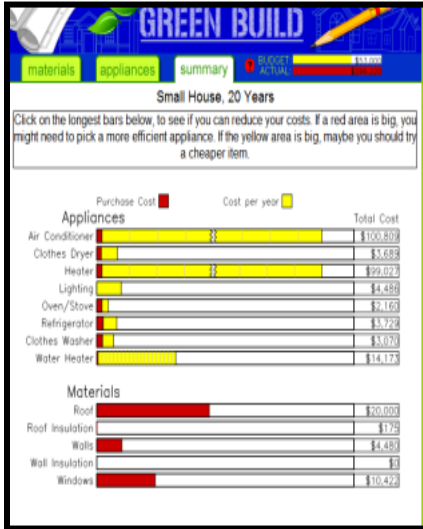 GREEN BUILD
materials
appliances
summary
? BUDGET:
ACTUAL:
Small House, 20 Years
Click on the longest bars below, to see if you can reduce your costs. If a red area is big, you
might need to pick a more efficient appliance. If the yellow area is big, maybe you should try
a cheaper item.
Purchase Cost
Cost per year
Appliances
Total Cost
Air Conditioner $100,809
Clothes Dryer $3,689
Heater $99,027
Lighting $4,486
Oven/Stove $2,160
Refrigerator $3,729
Clothes Washer $3,070
Water Heater $14,173
Materials
Roof $20,000
Roof Insulation $175
Walls $4,480
Wall Insulation $0
Windows $10,422